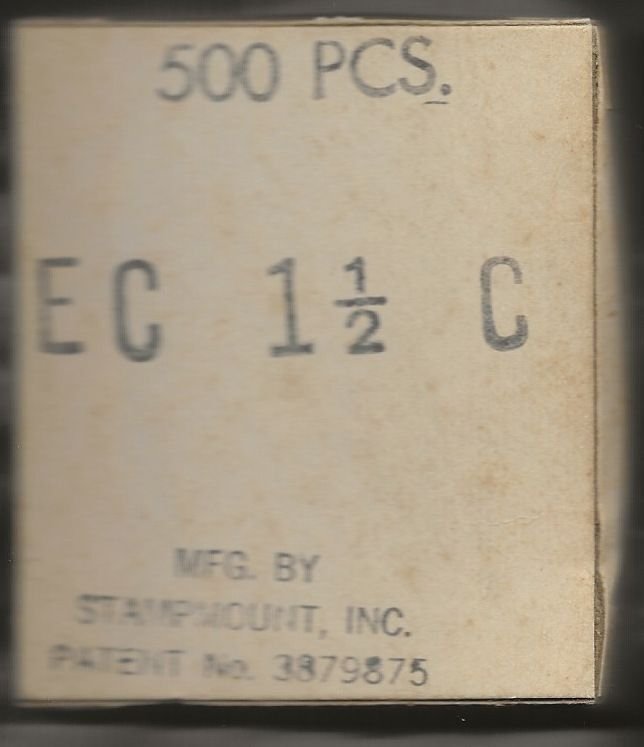 500 PCS.
EC 1½ C
MFG. BY
STAMPMOUNT, INC.
PATENT No. 3879875